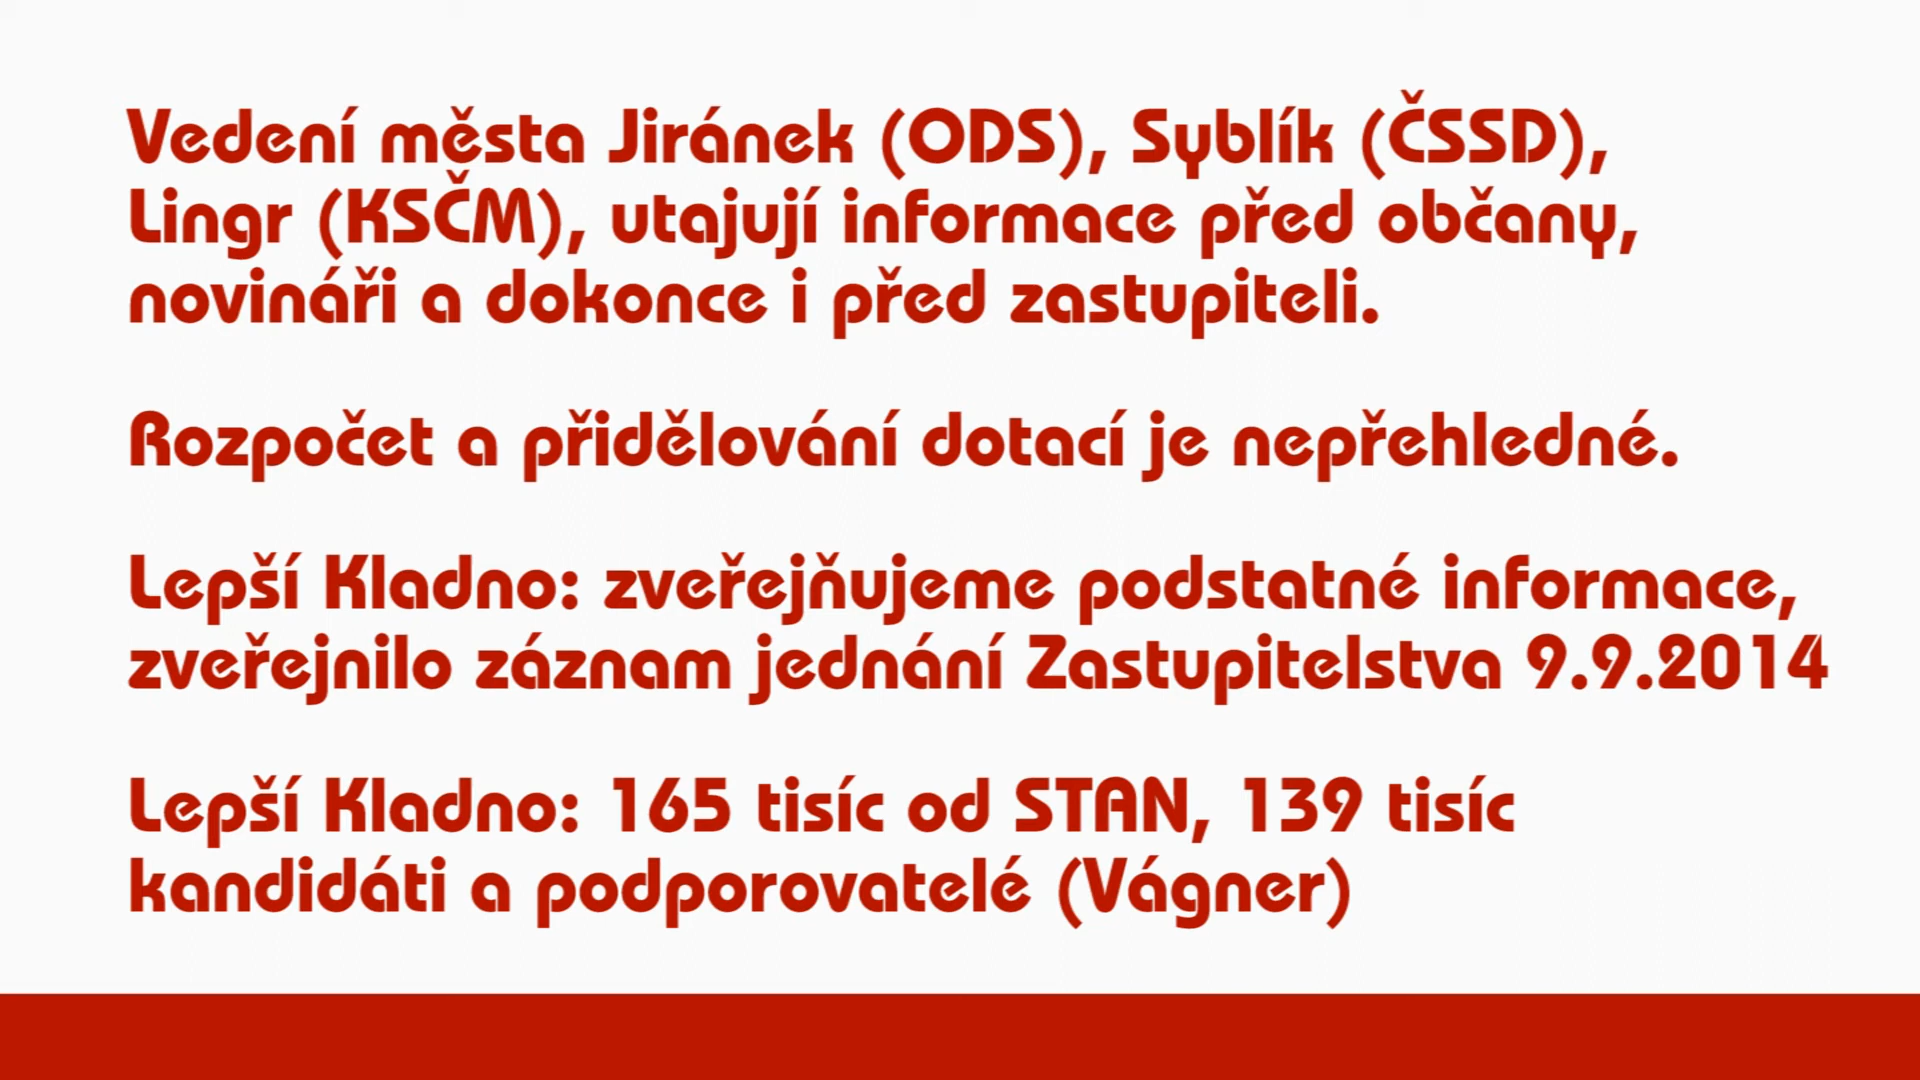 Vedení města Jiránek (ODS), Syblík (ČSSD),
Lingr (KSČM), utajují informace před občany,
novináři a dokonce i před zastupiteli.
Rozpočet a přidělování dotací je nepřehledné.
Lepší Kladno: zveřejňujeme podstatné informace,
zveřejnilo záznam jednání Zastupitelstva 9.9.2014
Lepší Kladno: 165 tisíc od STAN, 139 tisíc
kandidáti a podporovatelé (Vágner)